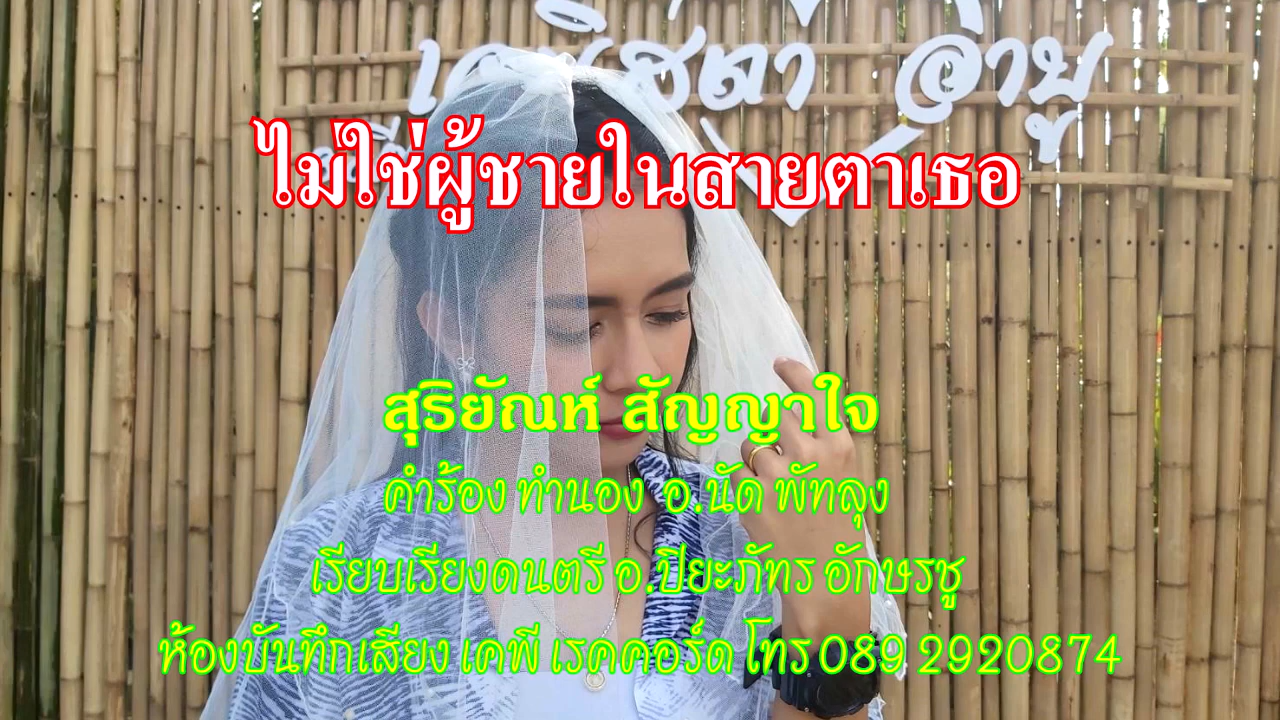 ไม่ใช่ผู้ชายในสายตาเธอ
สุริยัณห์ สัญญาใจ
คำร้อง ทำนอง อ.นัด พัทลุง
เรียบเรียงดนตรี อ.ปิยะภัทร อักษรชู
ห้องบันทึกเสียง เคพี เรคคอร์ด โทร 089 2920874